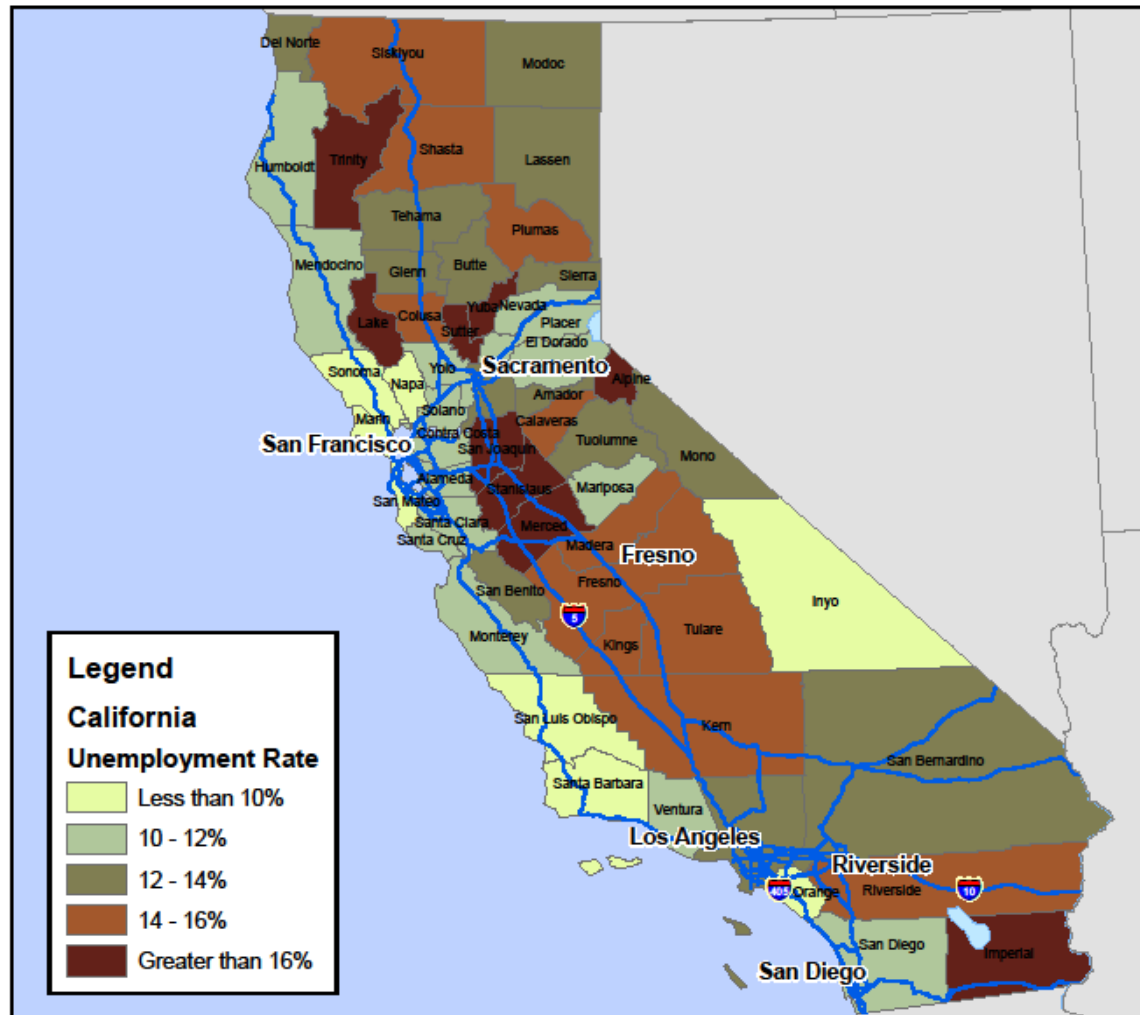 Del Norte
Siskiyou
Modoc
Humboldt
Trinity
Shasta
Lassen
Tehama
Plumas
Mendocino
Glenn
Butte
Sierra
Lake
Colusa
Sutter
Yuba
Nevada
Placer
El Dorado
Sonoma
Napa
Yolo
Sacramento
Alpine
Marin
Solano
Amador
Calaveras
San Francisco
Contra Costa
San Joaquin
Tuolumne
Mono
Alameda
Stanislaus
Mariposa
San Mateo
Santa Clara
Merced
Santa Cruz
Madera
Fresno
San Benito
Fresno
Inyo
5
Monterey
Kings
Tulare
San Luis Obispo
Kern
San Bernardino
Santa Barbara
Ventura
Los Angeles
Riverside
405
Orange
Riverside
10
San Diego
Imperial
San Diego
Legend
California
Unemployment Rate
Less than 10%
10 - 12%
12 - 14%
14 - 16%
Greater than 16%